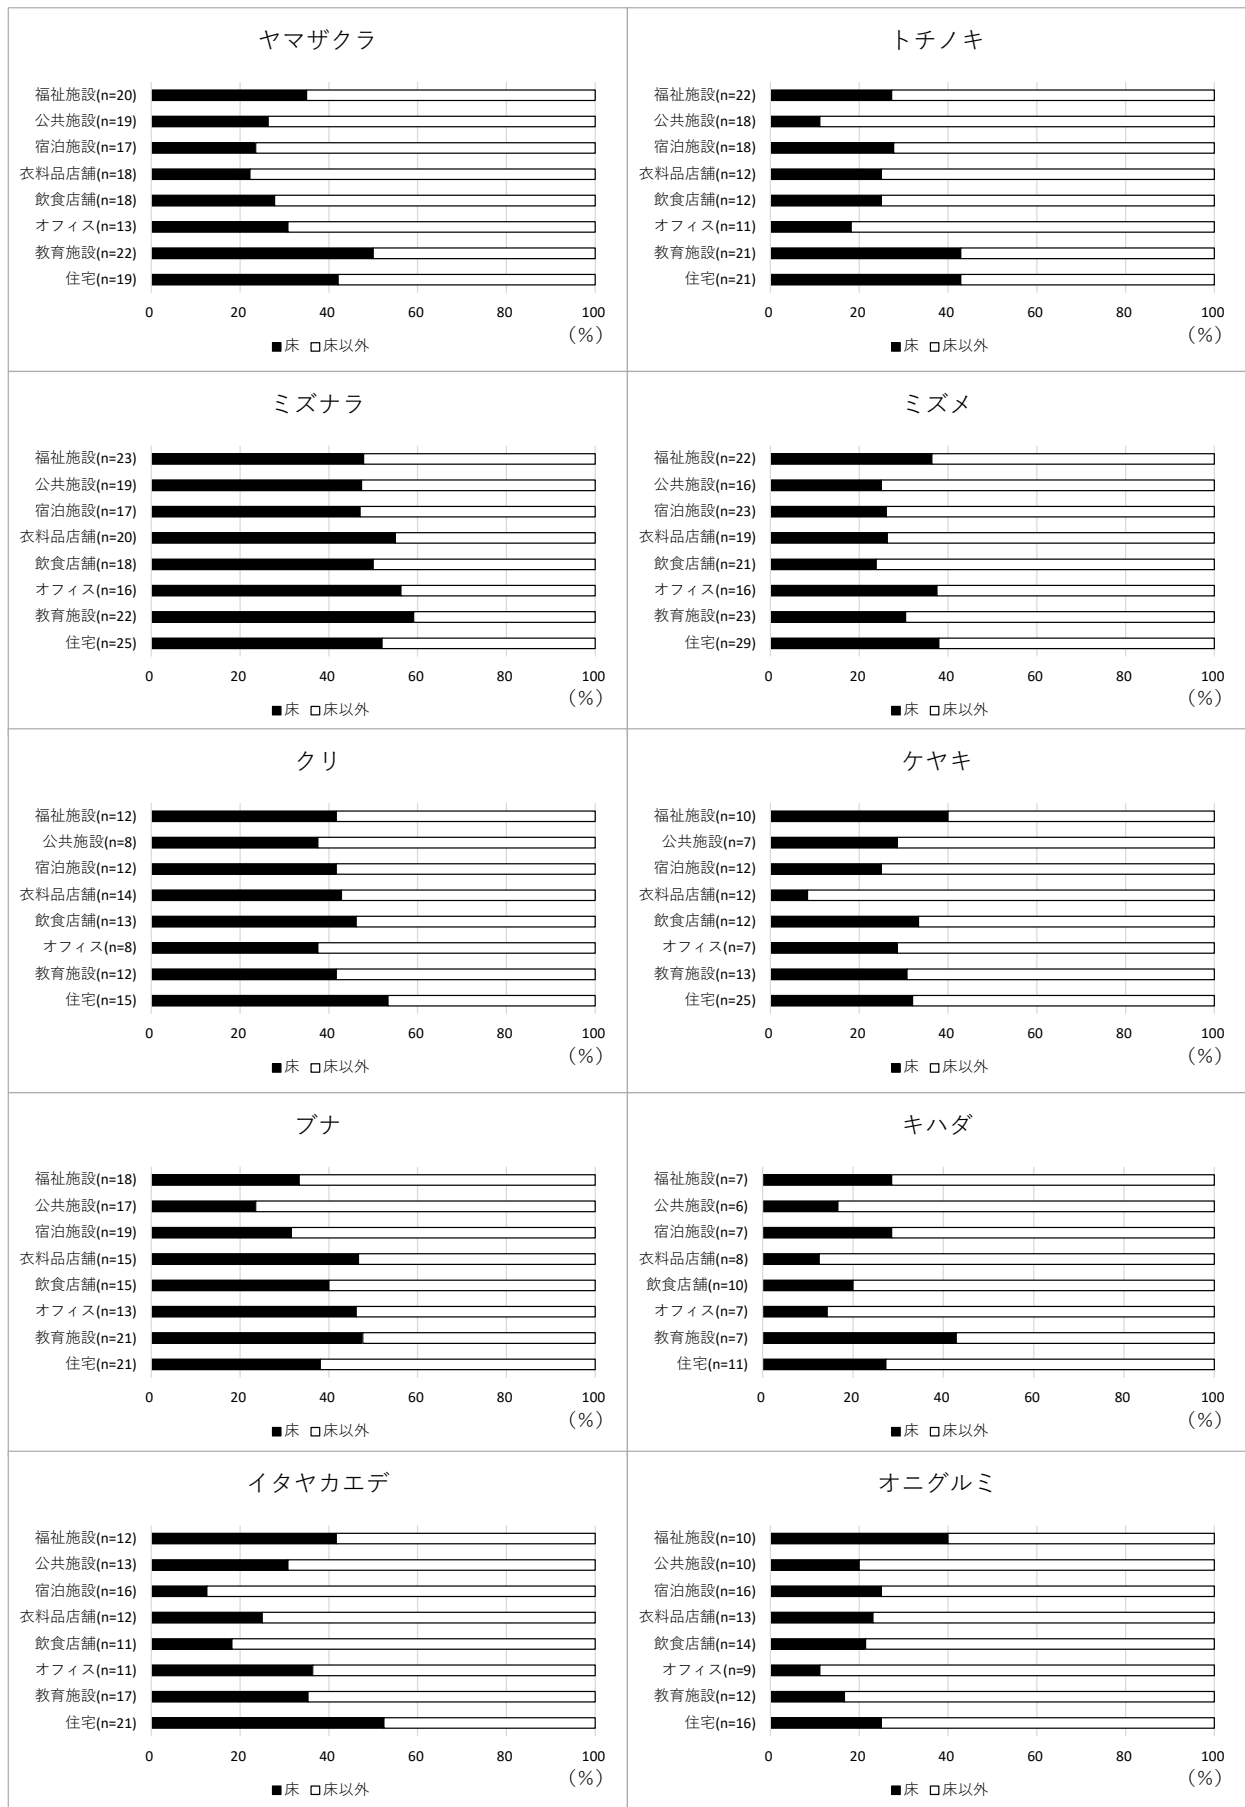 ヤマザクラ
福祉施設(n=20)
公共施設(n=19)
宿泊施設(n=17)
衣料品店舗(n=18)
飲食店舗(n=18)
オフィス(n=13)
教育施設(n=22)
住宅(n=19)
0 20 40 60 80 100
(%)
■床 □床以外
トチノキ
福祉施設(n=22)
公共施設(n=18)
宿泊施設(n=18)
衣料品店舗(n=12)
飲食店舗(n=12)
オフィス(n=11)
教育施設(n=21)
住宅(n=21)
0 20 40 60 80 100
(%)
■床 □床以外
ミズナラ
福祉施設(n=23)
公共施設(n=19)
宿泊施設(n=17)
衣料品店舗(n=20)
飲食店舗(n=18)
オフィス(n=16)
教育施設(n=22)
住宅(n=25)
0 20 40 60 80 100
(%)
■床 □床以外
ミズメ
福祉施設(n=22)
公共施設(n=16)
宿泊施設(n=23)
衣料品店舗(n=19)
飲食店舗(n=21)
オフィス(n=16)
教育施設(n=23)
住宅(n=29)
0 20 40 60 80 100
(%)
■床 □床以外
クリ
福祉施設(n=12)
公共施設(n=8)
宿泊施設(n=12)
衣料品店舗(n=14)
飲食店舗(n=13)
オフィス(n=8)
教育施設(n=12)
住宅(n=15)
0 20 40 60 80 100
(%)
■床 □床以外
ケヤキ
福祉施設(n=10)
公共施設(n=7)
宿泊施設(n=12)
衣料品店舗(n=12)
飲食店舗(n=12)
オフィス(n=7)
教育施設(n=13)
住宅(n=25)
0 20 40 60 80 100
(%)
■床 □床以外
ブナ
福祉施設(n=18)
公共施設(n=17)
宿泊施設(n=19)
衣料品店舗(n=15)
飲食店舗(n=15)
オフィス(n=13)
教育施設(n=21)
住宅(n=21)
0 20 40 60 80 100
(%)
■床 □床以外
キハダ
福祉施設(n=7)
公共施設(n=6)
宿泊施設(n=7)
衣料品店舗(n=8)
飲食店舗(n=10)
オフィス(n=7)
教育施設(n=7)
住宅(n=11)
0 20 40 60 80 100
(%)
■床 □床以外
イタヤカエデ
福祉施設(n=12)
公共施設(n=13)
宿泊施設(n=16)
衣料品店舗(n=12)
飲食店舗(n=11)
オフィス(n=11)
教育施設(n=17)
住宅(n=21)
0 20 40 60 80 100
(%)
■床 □床以外
オニグルミ
福祉施設(n=10)
公共施設(n=10)
宿泊施設(n=16)
衣料品店舗(n=13)
飲食店舗(n=14)
オフィス(n=9)
教育施設(n=12)
住宅(n=16)
0 20 40 60 80 100
(%)
■床 □床以外